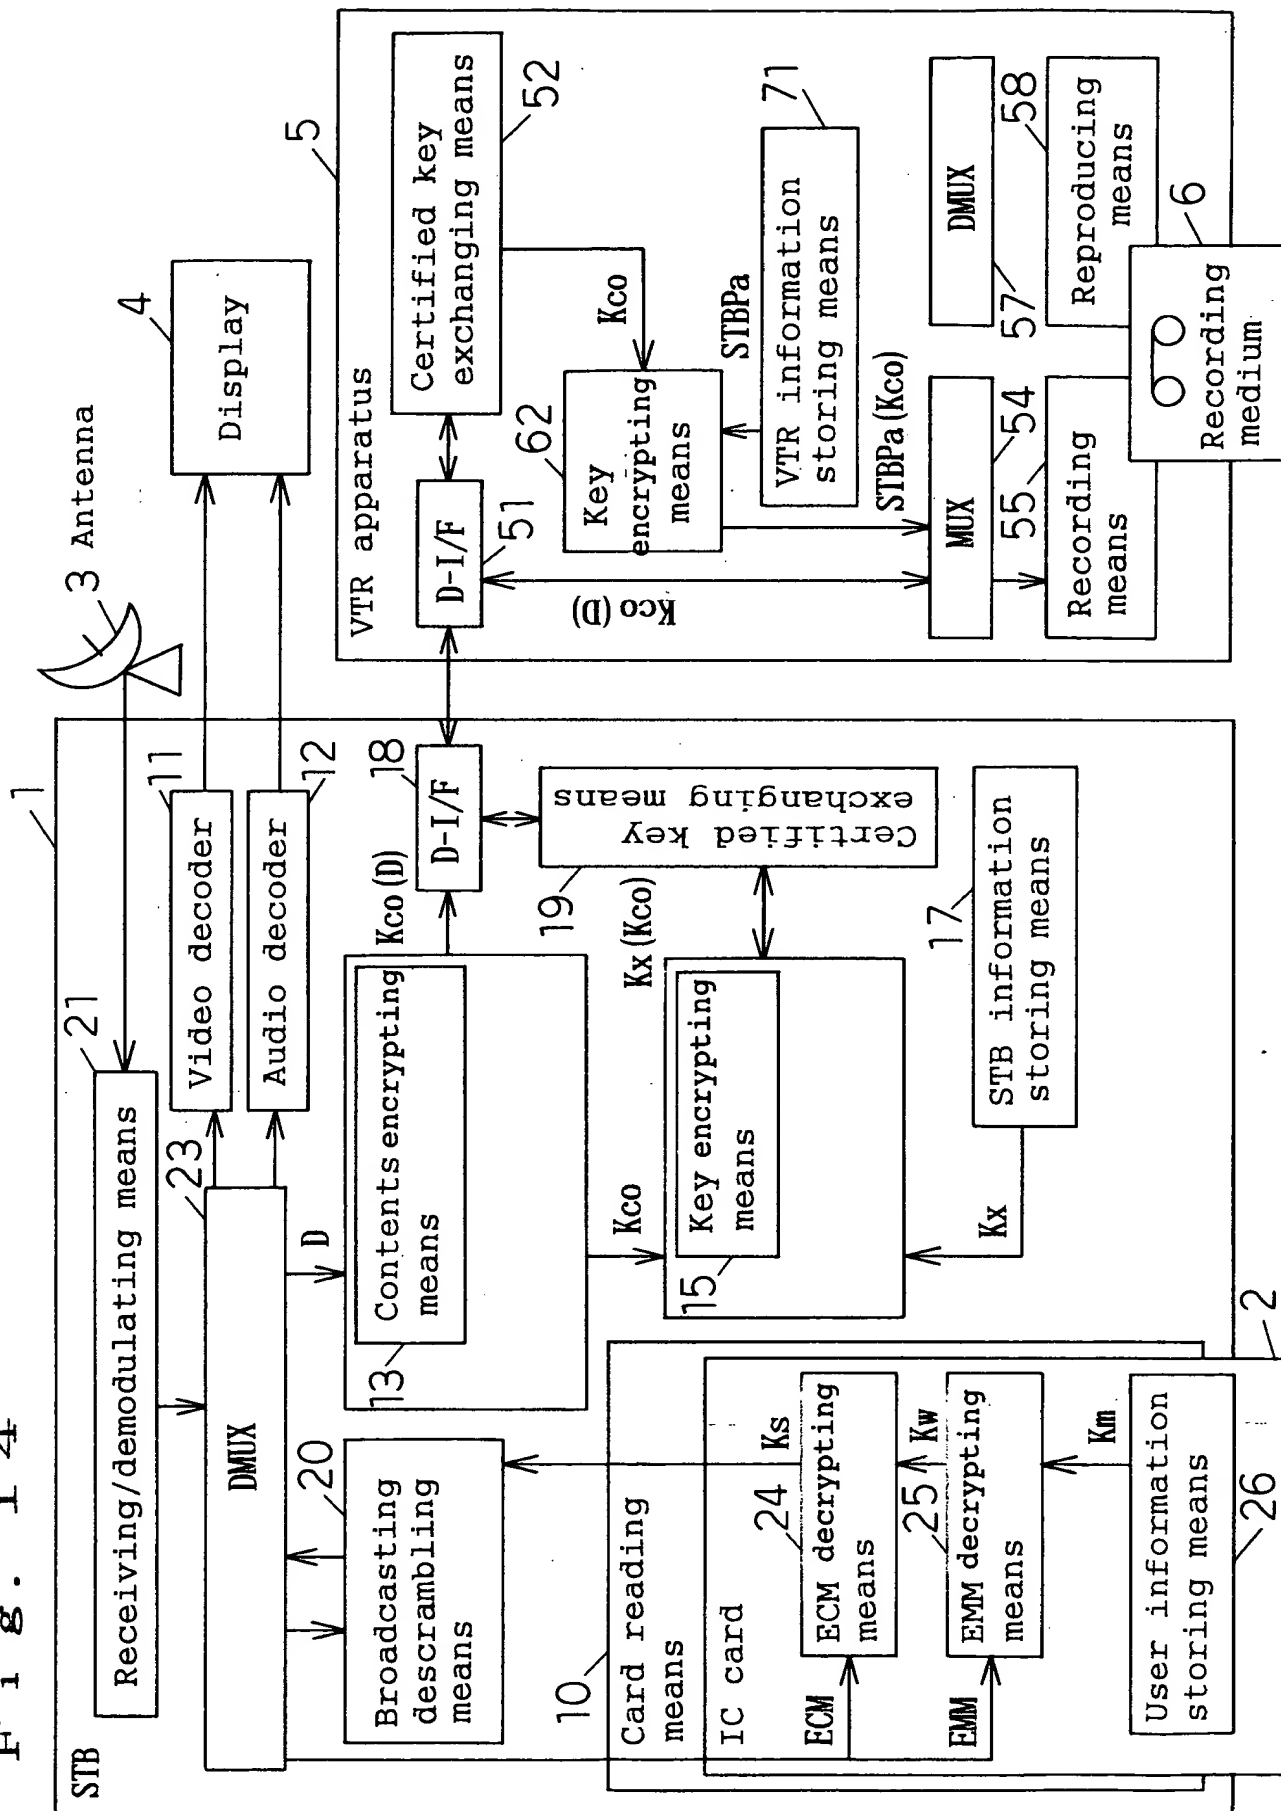 Fig. 14
STB
1
Receiving/demodulating means
21
3
Antenna
DMUX
23
Video decoder
11
Audio decoder
12
4
Display
D
Broadcasting
descrambling
means
20
Contents encrypting
means
13
Kco (D)
D-I/F
18
Certified key
exchanging means
19
Kco
Kx (Kco)
Key encrypting
means
15
Kx
STB information
storing means
17
Card reading
means
10
IC card
2
ECM
ECM decrypting
means
24
Ks
Kw
EMM
EMM decrypting
means
25
Km
User information
storing means
26
VTR apparatus
5
D-I/F
51
Certified key
exchanging means
52
Kco
Key
encrypting
means
62
STBPa
VTR information
storing means
71
Kco (D)
STBPa (Kco)
MUX
54
DMUX
57
Recording
means
55
Reproducing
means
58
Recording
medium
6